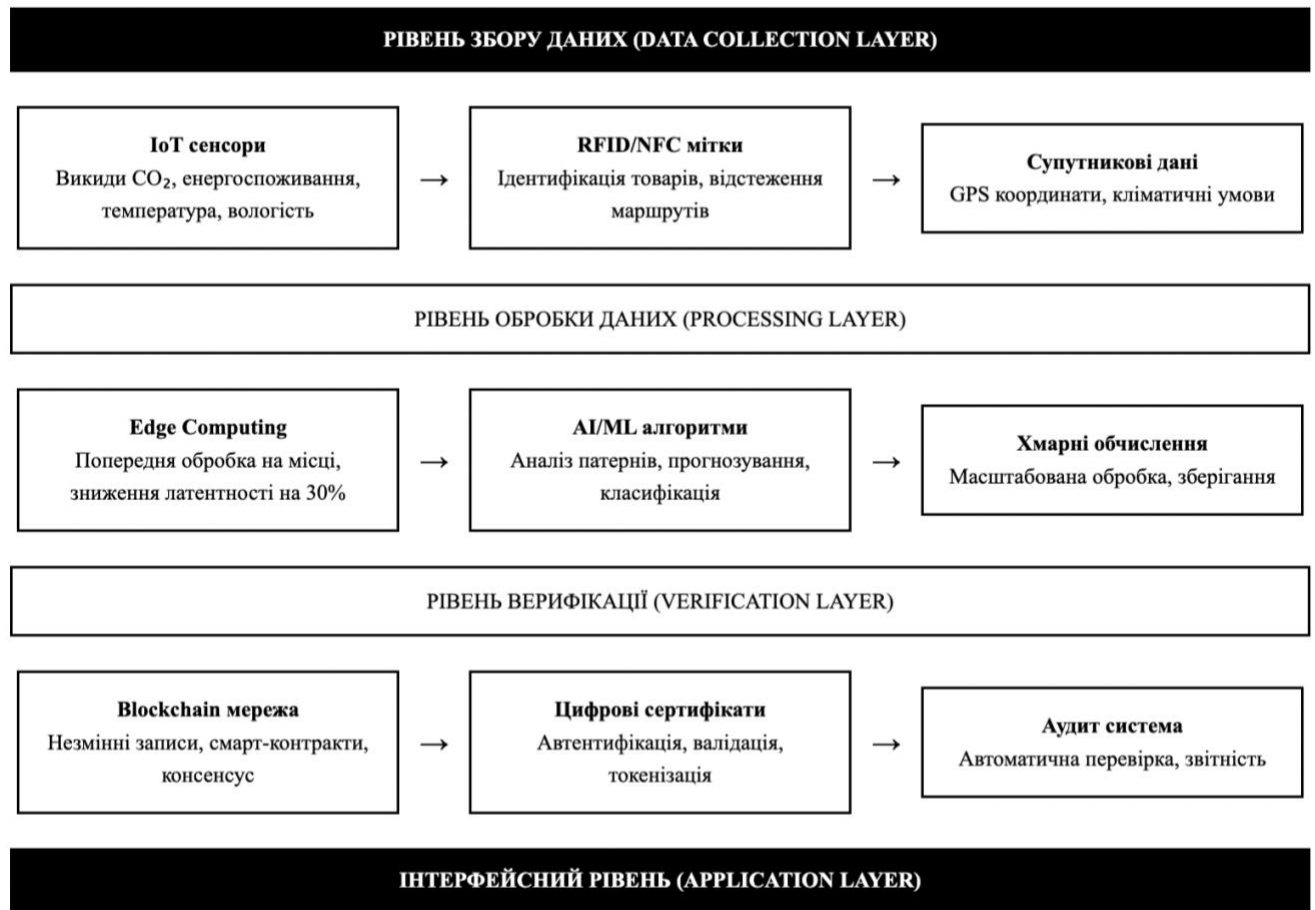 РІВЕНЬ ЗБОРУ ДАНИХ (DATA COLLECTION LAYER)
IoT сенсори
Викиди CO₂, енергоспоживання,
температура, вологість
→
RFID/NFC мітки
Ідентифікація товарів, відстеження
маршрутів
→
Супутникові дані
GPS координати, кліматичні умови
РІВЕНЬ ОБРОБКИ ДАНИХ (PROCESSING LAYER)
Edge Computing
Попередня обробка на місці,
зниження латентності на 30%
→
AI/ML алгоритми
Аналіз патернів, прогнозування,
класифікація
→
Хмарні обчислення
Масштабована обробка, зберігання
РІВЕНЬ ВЕРИФІКАЦІЇ (VERIFICATION LAYER)
Blockchain мережа
Незмінні записи, смарт-контракти,
консенсус
→
Цифрові сертифікати
Автентифікація, валідація,
токенізація
→
Аудит система
Автоматична перевірка, звітність
ІНТЕРФЕЙСНИЙ РІВЕНЬ (APPLICATION LAYER)